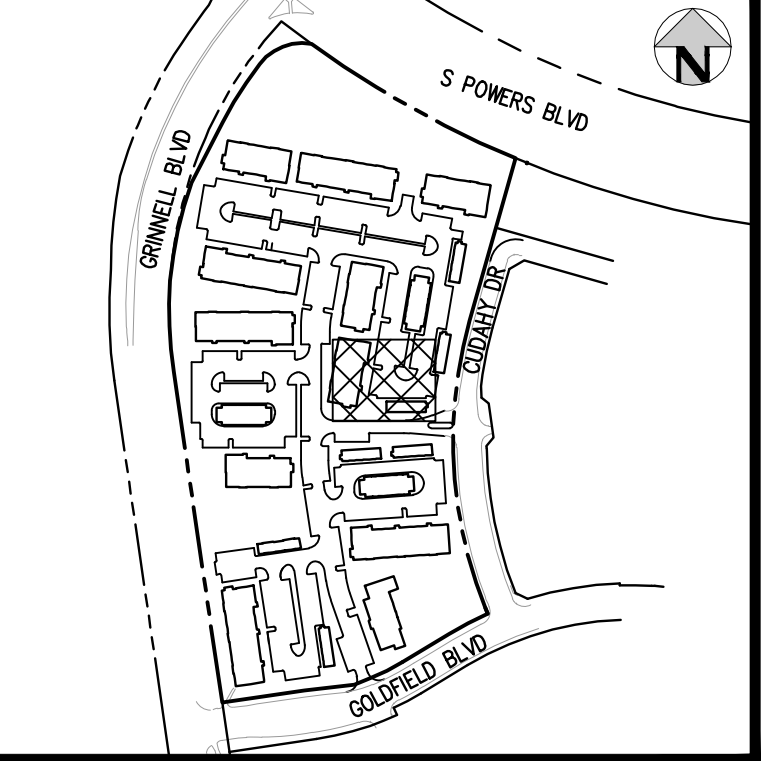 N
S POWERS BLVD
GRINNELL BLVD
CUDAHY DR
GOLDFIELD BLVD